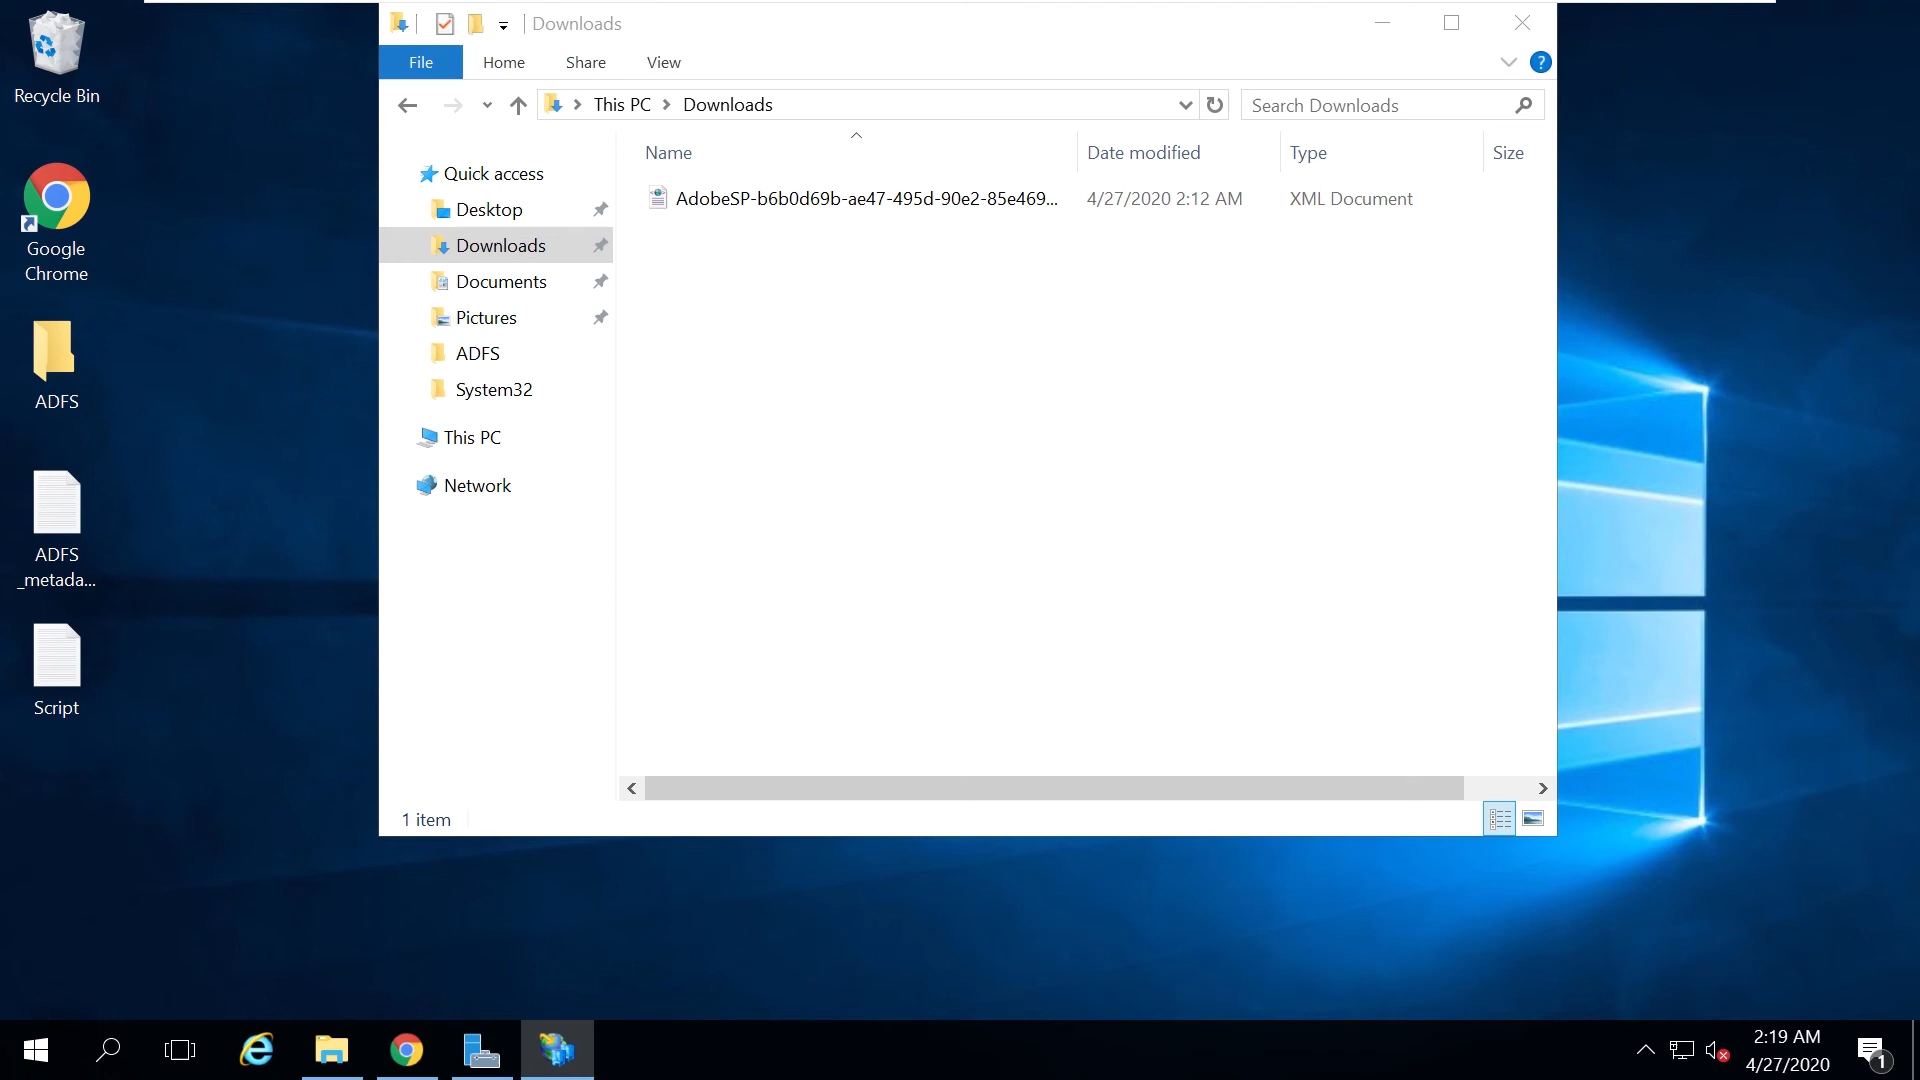 Recycle Bin
Google
Chrome
ADFS
ADFS
_metada...
Script
Downloads
File
Home
Share
View
?
This PC
Downloads
Search Downloads
Name
Date modified
Type
Size
AdobeSP-b6b0d69b-ae47-495d-90e2-85e469...
4/27/2020 2:12 AM
XML Document
Quick access
Desktop
Downloads
Documents
Pictures
ADFS
System32
This PC
Network
1 item
2:19 AM
4/27/2020
1